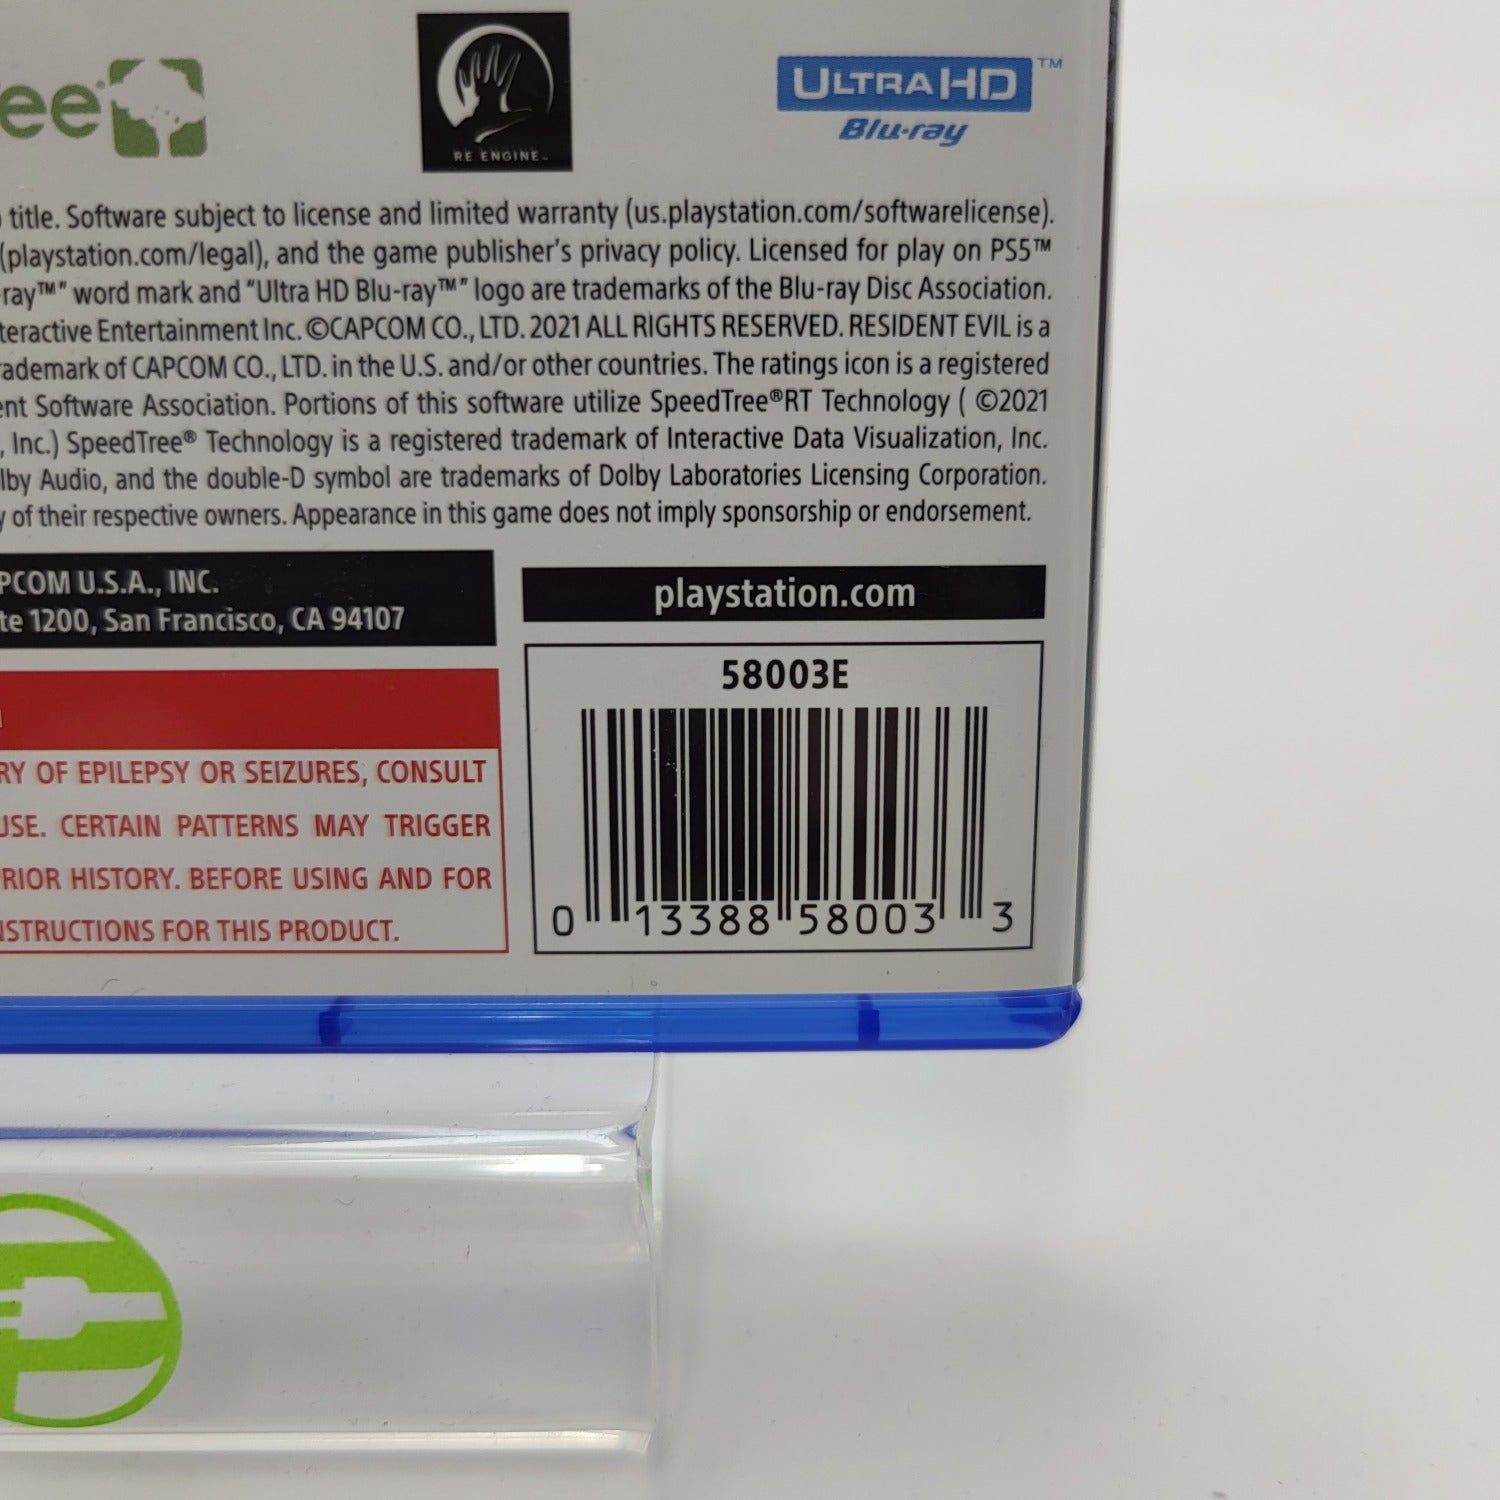 ee
RE ENGINE™
ULTRA HD™
Blu-ray
title. Software subject to license and limited warranty (us.playstation.com/softwarelicense).
(playstation.com/legal), and the game publisher's privacy policy. Licensed for play on PS5™
-ray™" word mark and "Ultra HD Blu-ray™" logo are trademarks of the Blu-ray Disc Association.
teractive Entertainment Inc. ©CAPCOM CO., LTD. 2021 ALL RIGHTS RESERVED. RESIDENT EVIL is a
ademark of CAPCOM CO., LTD. in the U.S. and/or other countries. The ratings icon is a registered
ent Software Association. Portions of this software utilize SpeedTree®RT Technology ( ©2021
, Inc.) SpeedTree® Technology is a registered trademark of Interactive Data Visualization, Inc.
lby Audio, and the double-D symbol are trademarks of Dolby Laboratories Licensing Corporation.
y of their respective owners. Appearance in this game does not imply sponsorship or endorsement.
PCOM U.S.A., INC.
te 1200, San Francisco, CA 94107
RY OF EPILEPSY OR SEIZURES, CONSULT
USE. CERTAIN PATTERNS MAY TRIGGER
RIOR HISTORY. BEFORE USING AND FOR
NSTRUCTIONS FOR THIS PRODUCT.
playstation.com
58003E
0 13388 58003 3